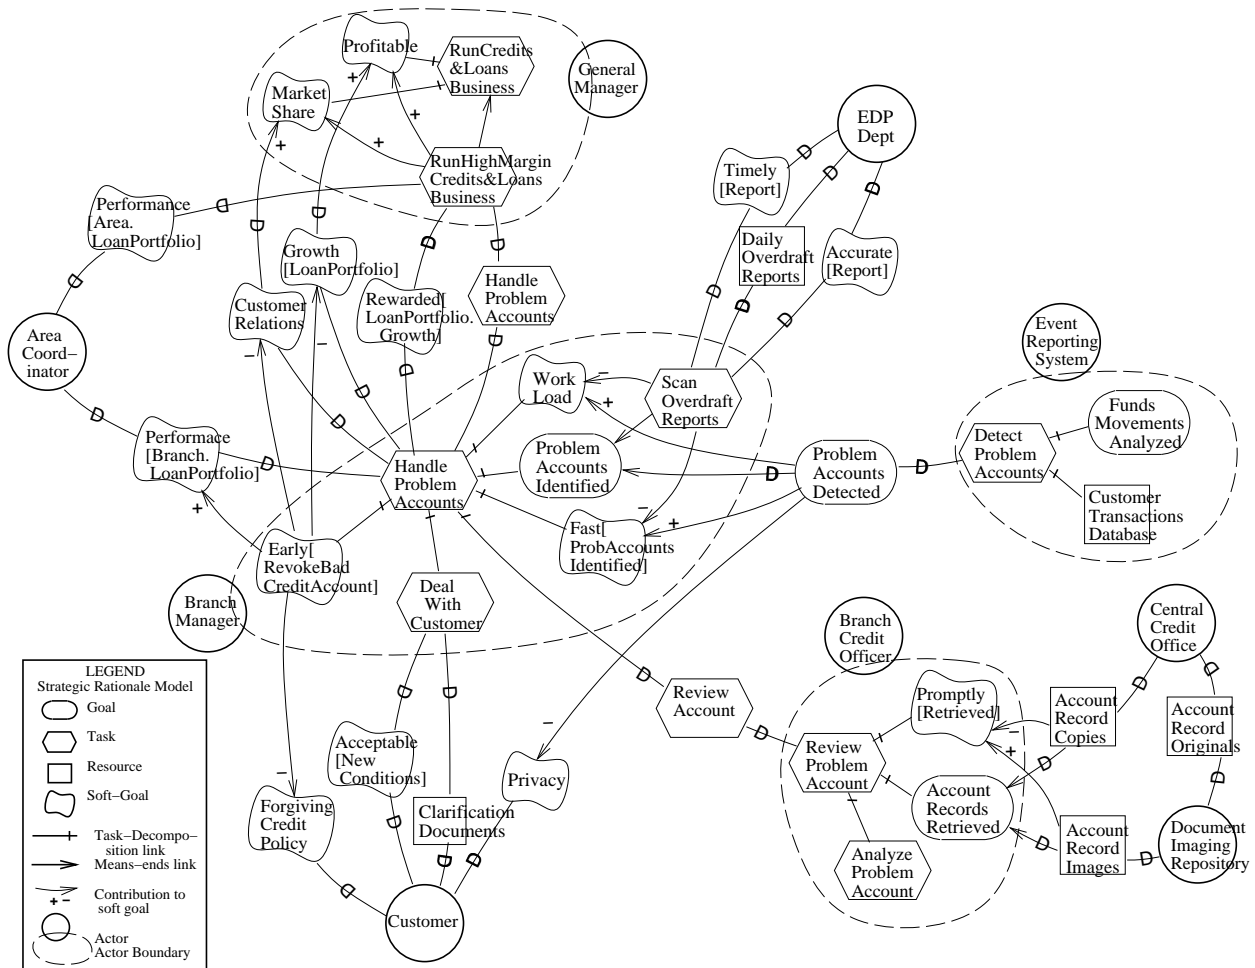 Profitable
RunCredits
&Loans
Business
General
Manager
Market
Share
+
+
+
+
RunHighMargin
Credits&Loans
Business
EDP
Dept
Timely
[Report]
D
D
D
Performance
[Area.
LoanPortfolio]
D
D
D
D
D
Growth
[LoanPortfolio]
Daily
Overdraft
Reports
Accurate
[Report]
Handle
Problem
Accounts
Customer
Relations
Rewarded[
LoanPortfolio.
Growth]
D
D
D
D
Area
Coord–
inator
D
–
–
D
D
D
D
Event
Reporting
System
Work
Load
–
+
Scan
Overdraft
Reports
Funds
Movements
Analyzed
D
Performace
[Branch.
LoanPortfolio]
D
Handle
Problem
Accounts
Problem
Accounts
Identified
D
Problem
Accounts
Detected
D
Detect
Problem
Accounts
Customer
Transactions
Database
+
–
+
Early[
RevokeBad
CreditAccount]
Fast[
ProbAccounts
Identified]
Branch
Manager
Deal
With
Customer
Branch
Credit
Officer
Central
Credit
Office
LEGEND
Strategic Rationale Model
Goal
Task
Resource
Soft–Goal
Task–Decompo–
sition link
Means–ends link
Contribution to
soft goal
+ –
Actor
Actor Boundary
D
D
D
Review
Account
D
Promptly
[Retrieved]
–
+
Account
Record
Copies
D
D
Account
Record
Originals
D
D
Acceptable
[New
Conditions]
–
Privacy
Review
Problem
Account
–
Forgiving
Credit
Policy
D
Clarification
Documents
D
D
Account
Records
Retrieved
D
Account
Record
Images
D
Document
Imaging
Repository
Analyze
Problem
Account
D
Customer